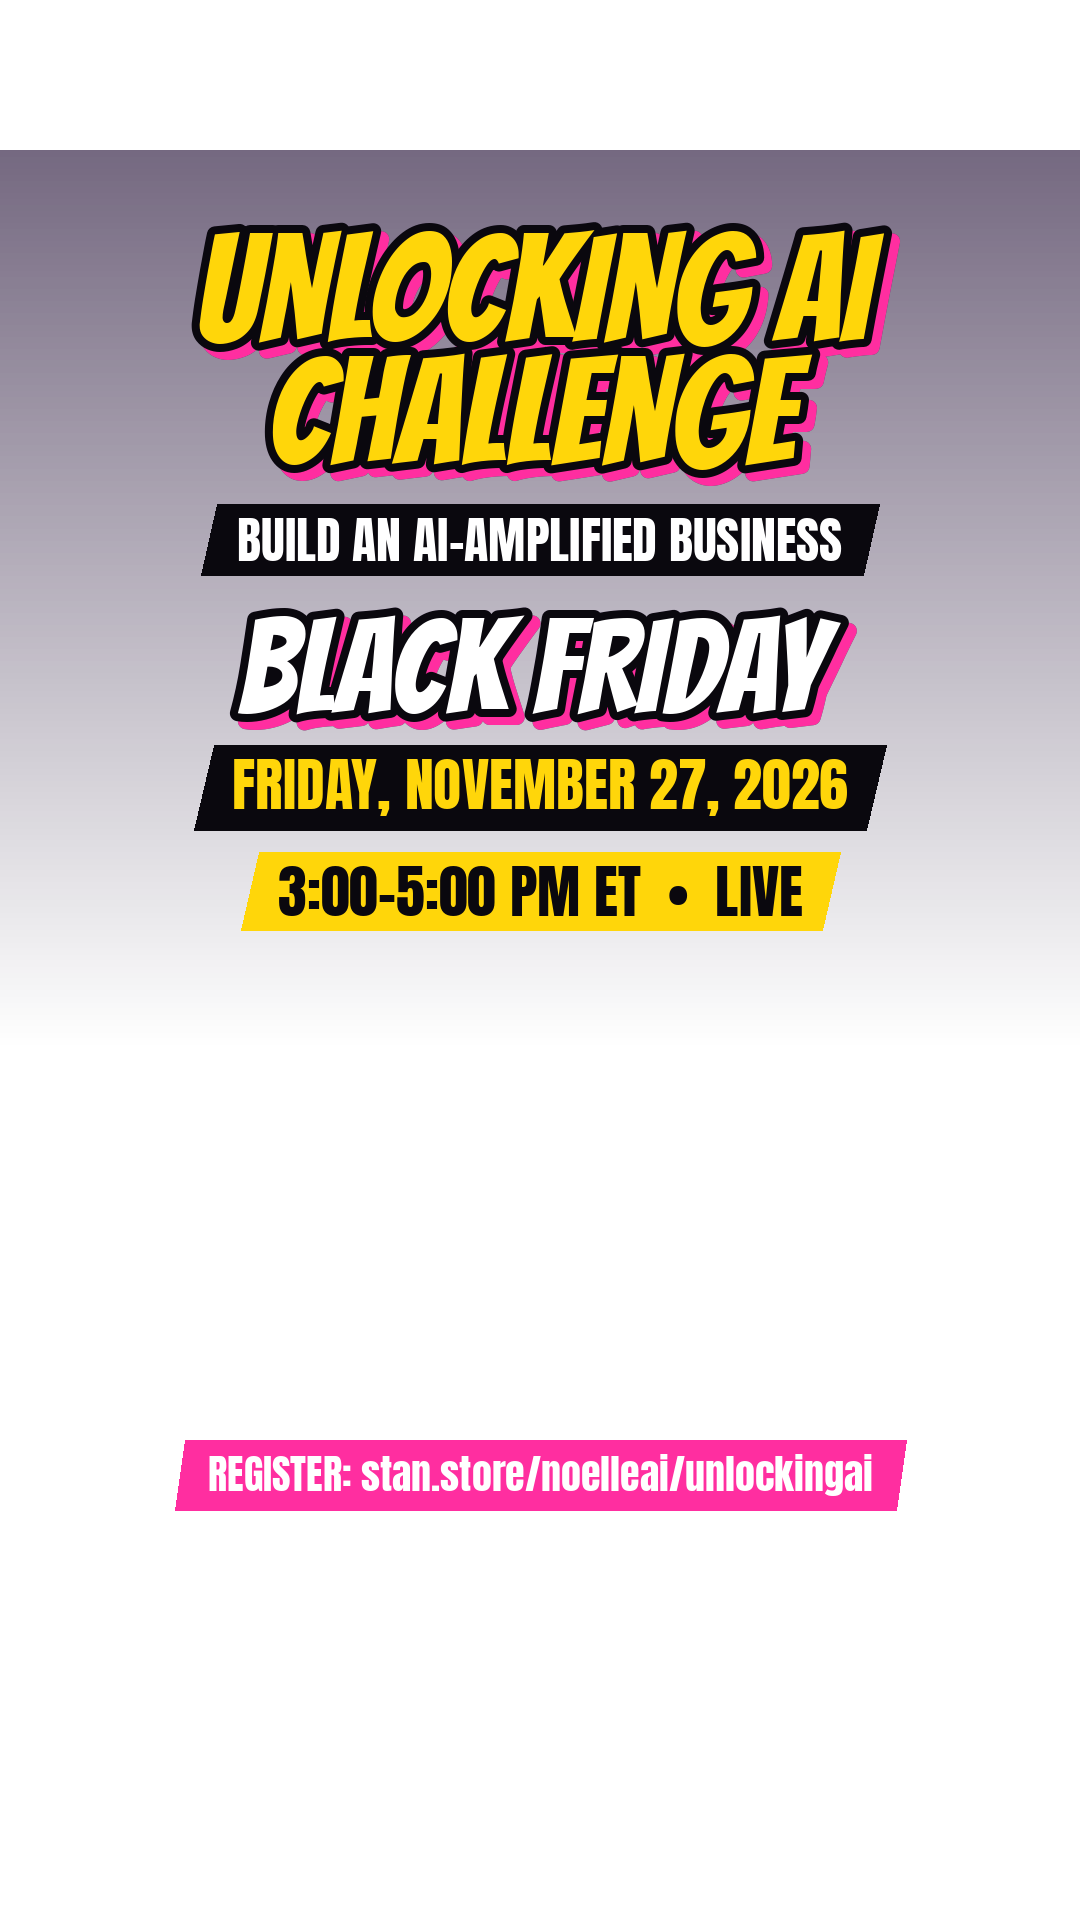 UNLOCKING AI
CHALLENGE
BUILD AN AI-AMPLIFIED BUSINESS
BLACK FRIDAY
FRIDAY, NOVEMBER 27, 2026
3:00-5:00 PM ET • LIVE
REGISTER: stan.store/noelleai/unlockingai